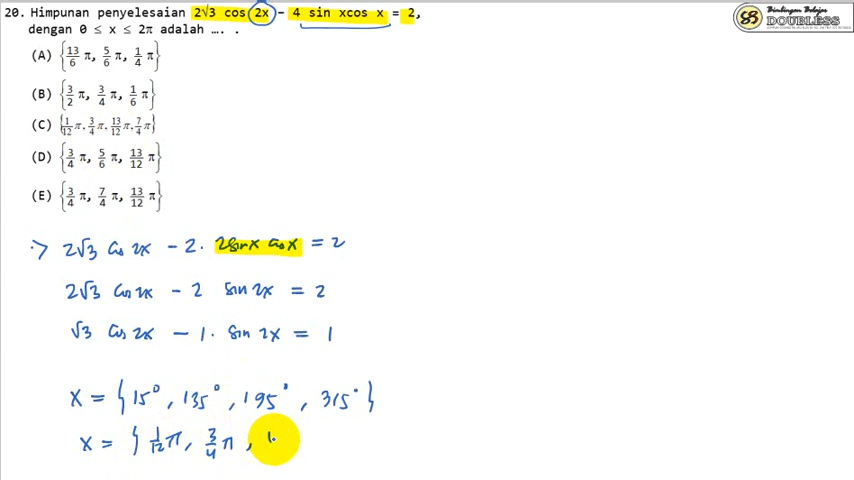 20. Himpunan penyelesaian 2√3 cos 2x - 4 sin xcos x = 2,
Bimbingan Belajar
DOUBLESS
dengan 0 ≤ x ≤ 2π adalah .... .
(A) {13/6 π, 5/6 π, 1/4 π}
(B) {3/2 π, 3/4 π, 1/6 π}
(C) {1/12 π, 3/4 π, 13/12 π, 7/4 π}
(D) {3/4 π, 5/6 π, 13/12 π}
(E) {3/4 π, 7/4 π, 13/12 π}
2√3 cos 2x - 2. 2sinx cosx = 2
2√3 cos 2x - 2 sin 2x = 2
√3 cos 2x - 1. sin 2x = 1
x = {15°, 135°, 195°, 315°}
x = {1/12 π, 3/4 π, 1